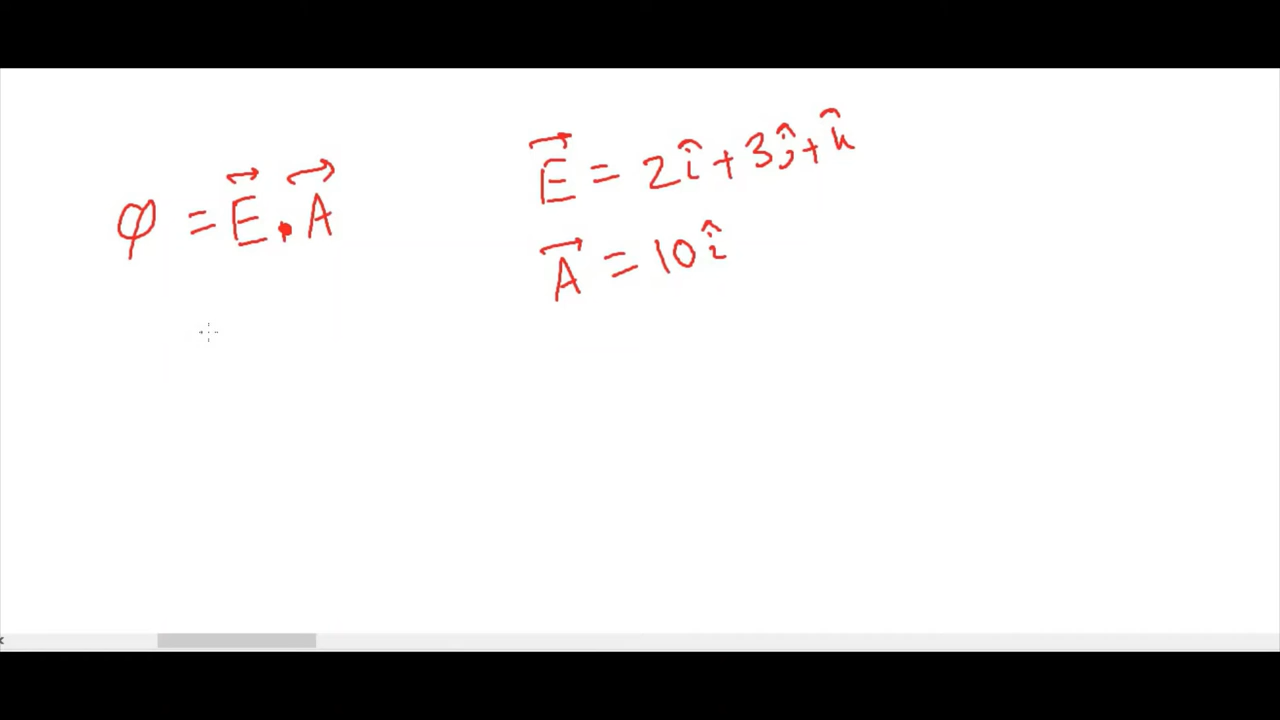 φ = E⃗ . A⃗
E⃗ = 2î + 3ĵ + k̂
A⃗ = 10î